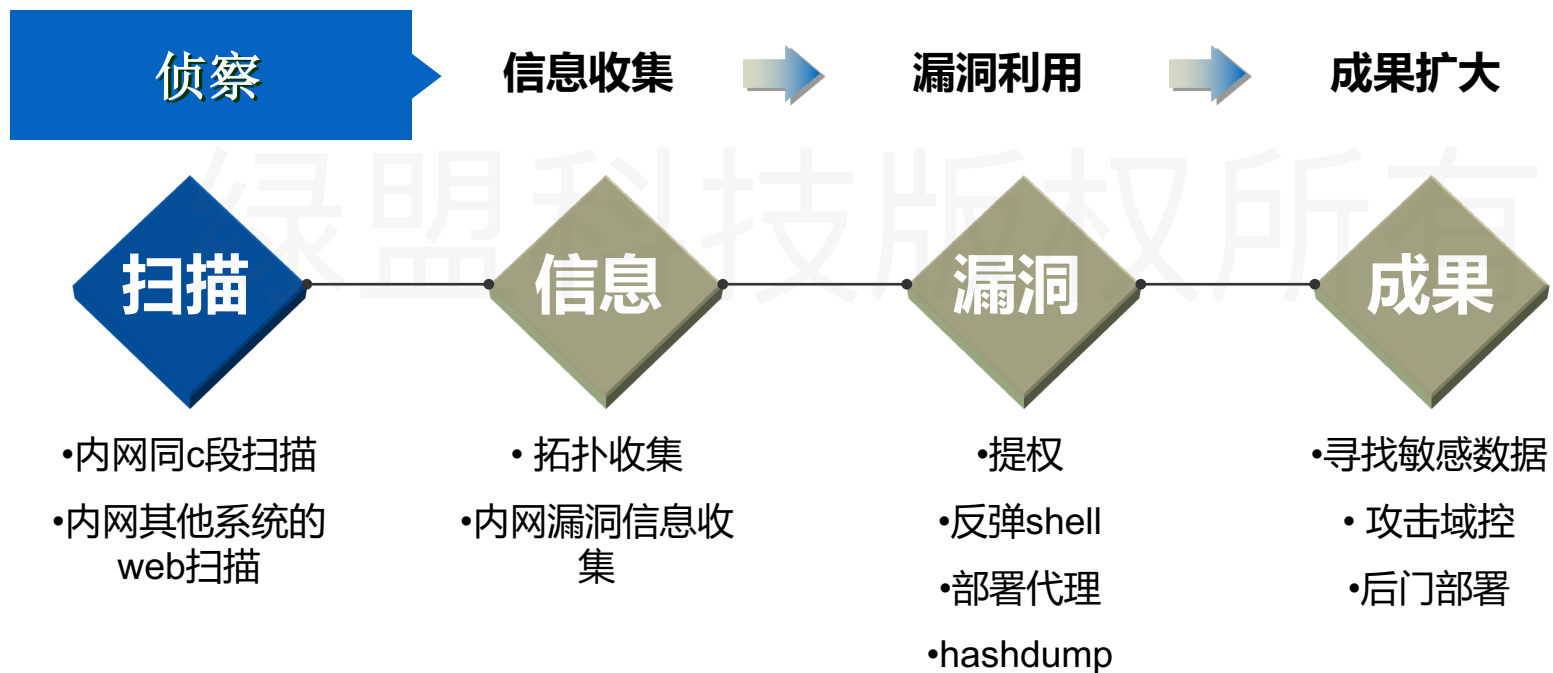 侦察
信息收集
漏洞利用
成果扩大
绿盟科技版权所有
扫描
信息
漏洞
成果
•内网同c段扫描
•内网其他系统的
web扫描
• 拓扑收集
•内网漏洞信息收
集
•提权
•反弹shell
•部署代理
•hashdump
•寻找敏感数据
• 攻击域控
•后门部署